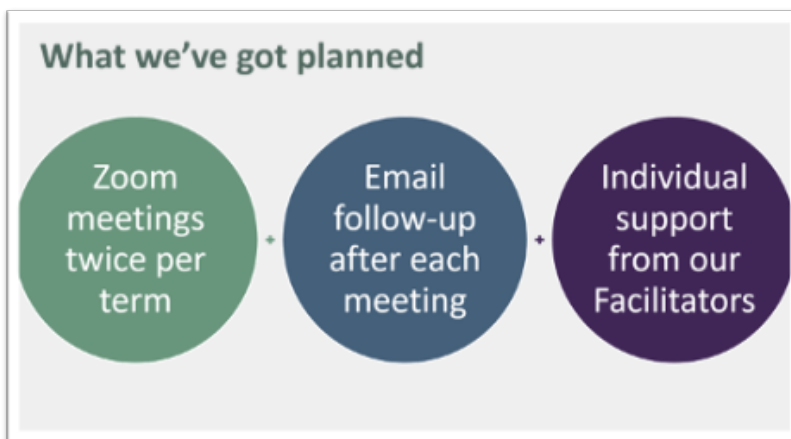 What we've got planned
Zoom
meetings
twice per
term
+
Email
follow-up
after each
meeting
+
Individual
support
from our
Facilitators